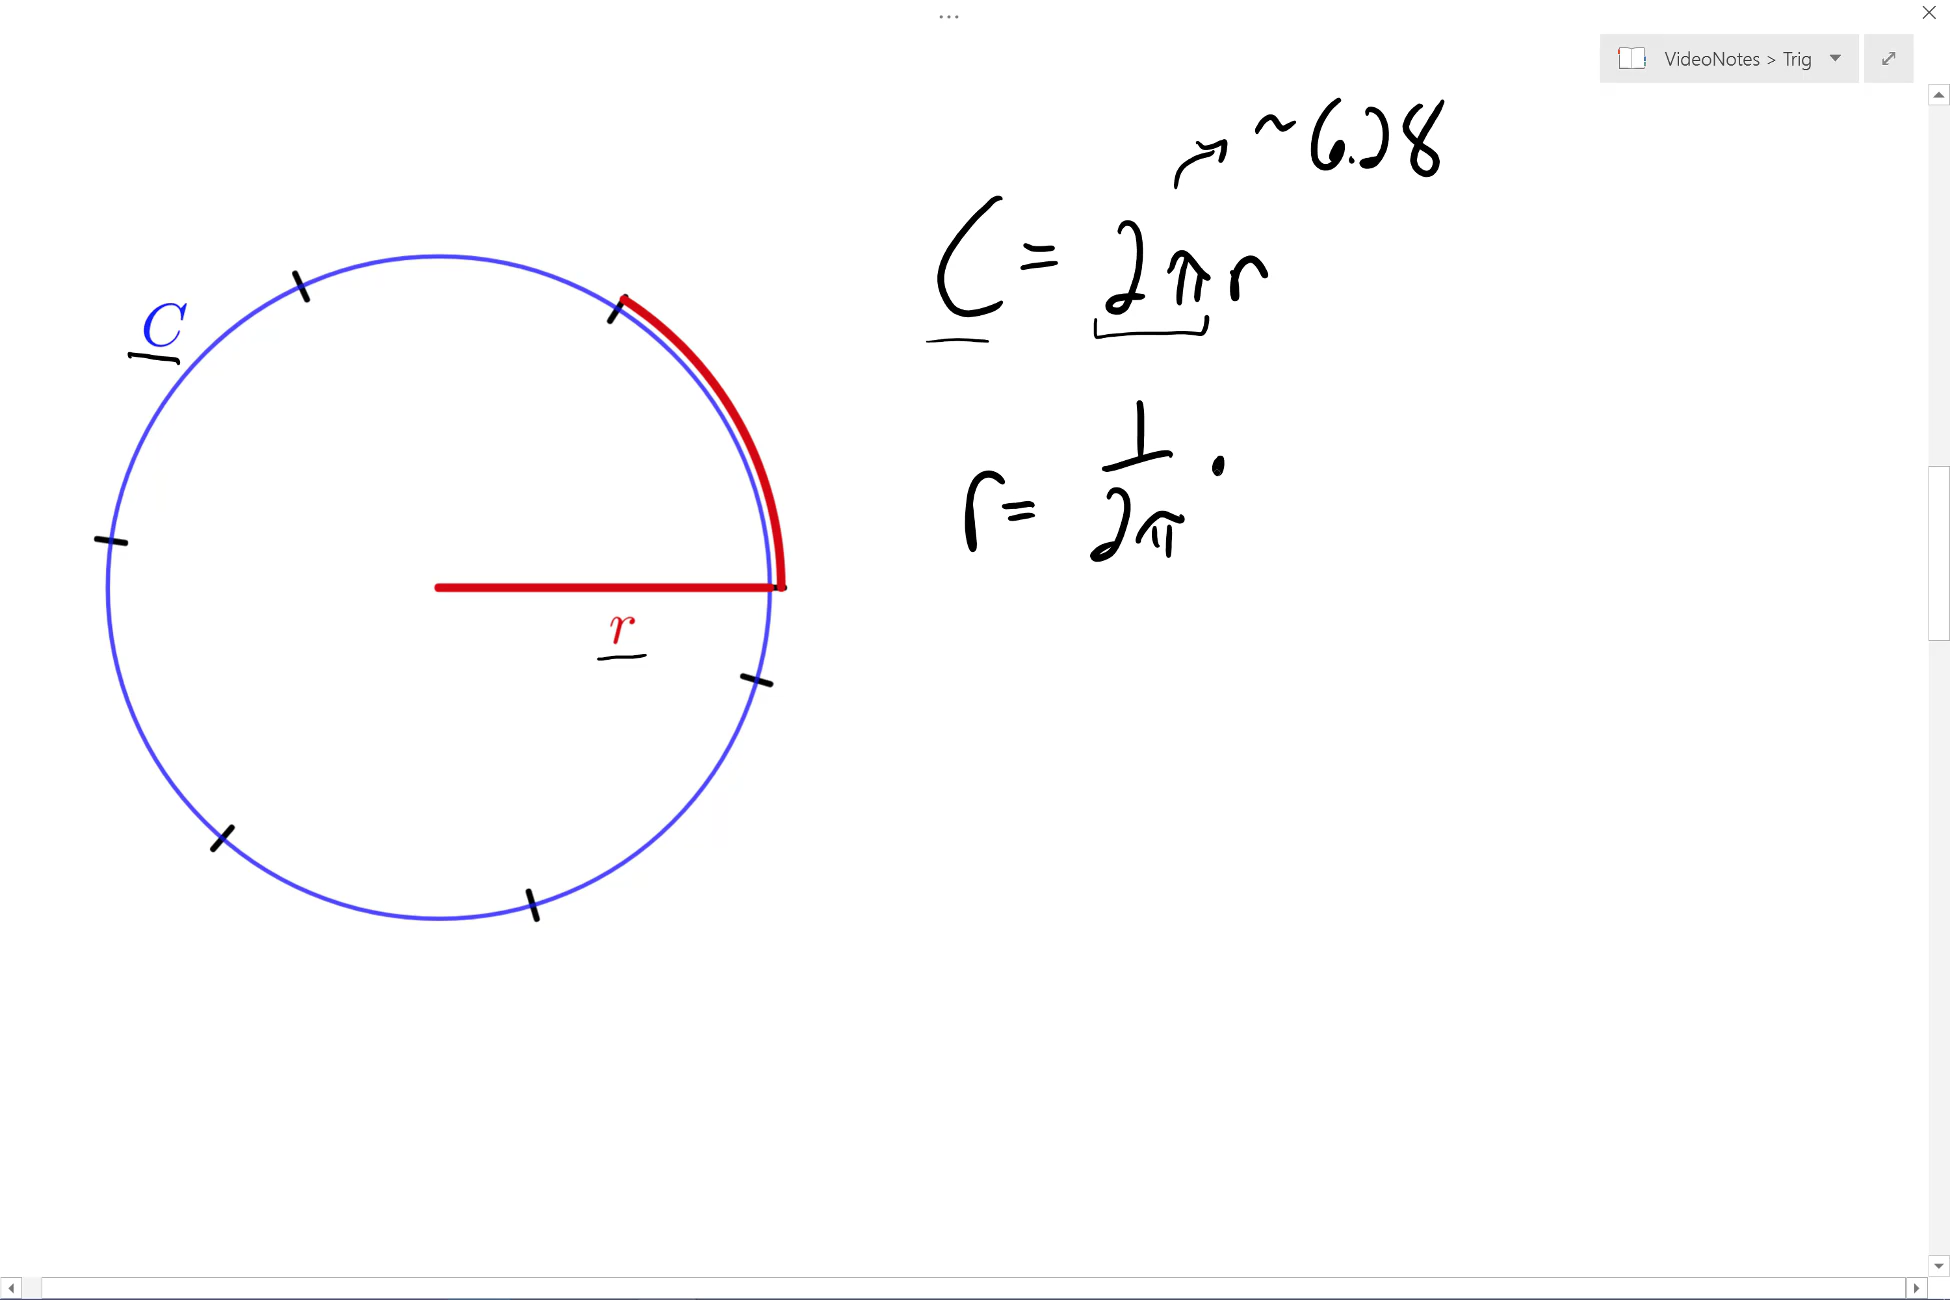 ...
VideoNotes > Trig
~6.28
C = 2πr
C
r = 1/2π ·
r